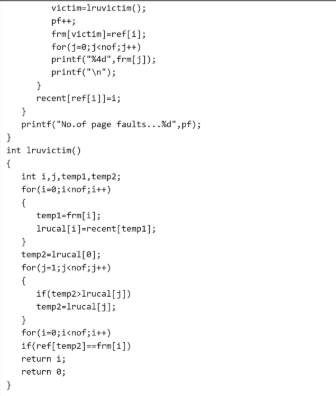 victim=lruvictim();
pf++;
frm[victim]=ref[i];
for(j=0;j<nof;j++)
printf("%4d",frm[j]);
printf("\n");
}
recent[ref[i]]=i;
}
printf("No.of page faults...%d",pf);
}
int lruvictim()
{
int i,j,temp1,temp2;
for(i=0;i<nof;i++)
{
temp1=frm[i];
lrucal[i]=recent[temp1];
}
temp2=lrucal[0];
for(j=1;j<nof;j++)
{
if(temp2>lrucal[j])
temp2=lrucal[j];
}
for(i=0;i<nof;i++)
if(ref[temp2]==frm[i])
return i;
return 0;
}